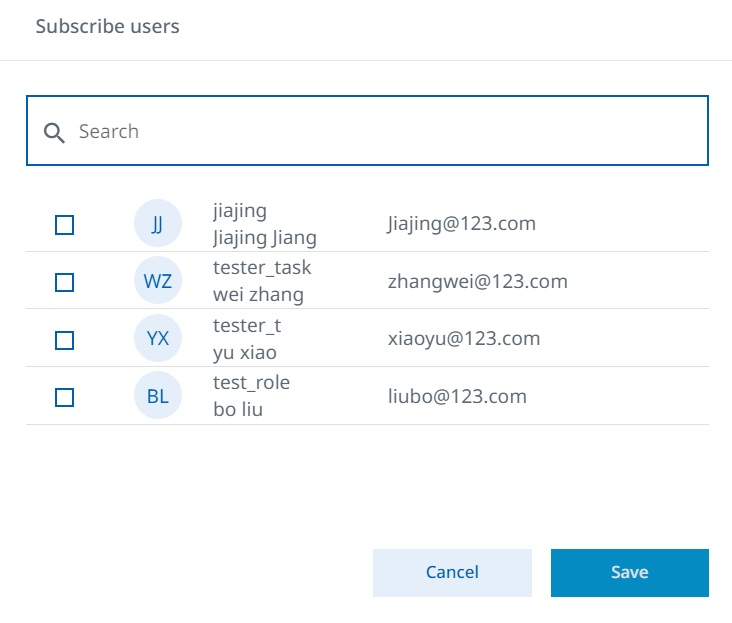 Subscribe users
Search
JJ
jiajing
Jiajing Jiang
Jiajing@123.com
WZ
tester_task
wei zhang
zhangwei@123.com
YX
tester_t
yu xiao
xiaoyu@123.com
BL
test_role
bo liu
liubo@123.com
Cancel
Save